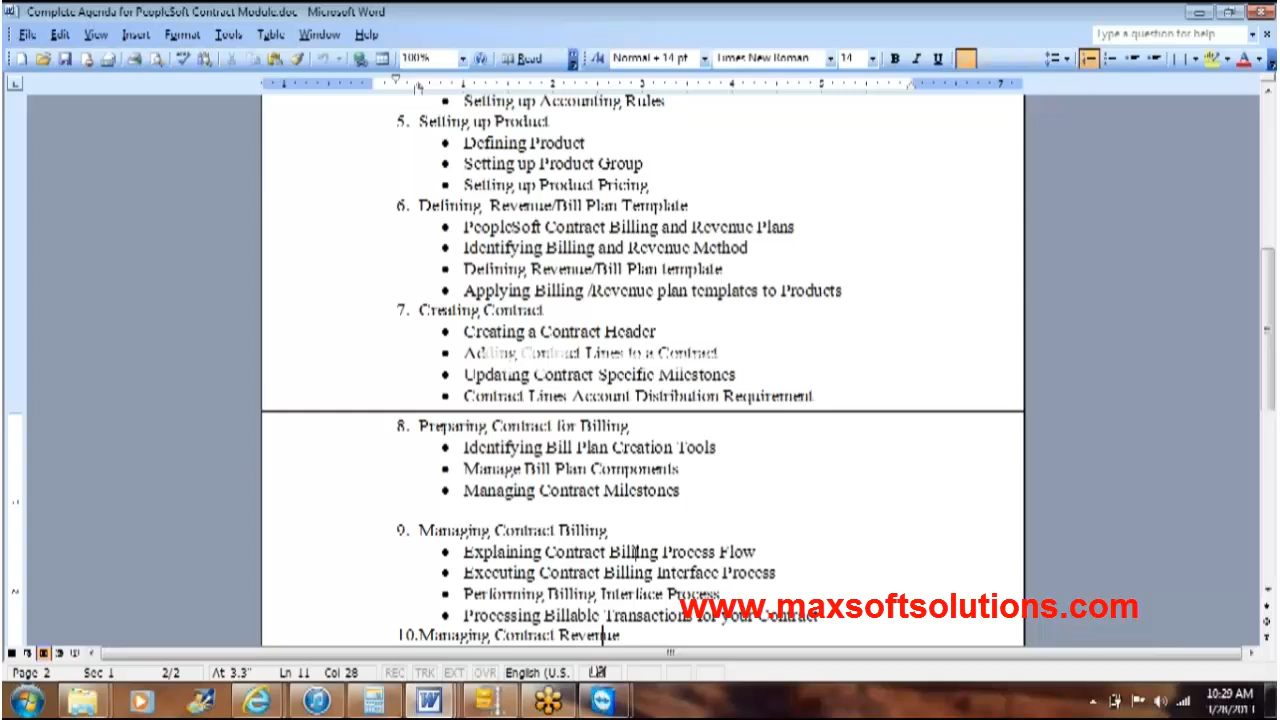 Complete Agenda for PeopleSoft Contract Module.doc - Microsoft Word
File Edit View Insert Format Tools Table Window Help
Type a question for help
100% Read Normal + 14 pt Times New Roman 14 B I U A
1 1 2 3 4 5 7
• Setting up Accounting Rules
5. Setting up Product
• Defining Product
• Setting up Product Group
• Setting up Product Pricing
6. Defining Revenue/Bill Plan Template
• PeopleSoft Contract Billing and Revenue Plans
• Identifying Billing and Revenue Method
• Defining Revenue/Bill Plan template
• Applying Billing /Revenue plan templates to Products
7. Creating Contract
• Creating a Contract Header
• Adding Contract Lines to a Contract
• Updating Contract Specific Milestones
• Contract Lines Account Distribution Requirement
8. Preparing Contract for Billing
• Identifying Bill Plan Creation Tools
• Manage Bill Plan Components
• Managing Contract Milestones
9. Managing Contract Billing
• Explaining Contract Billing Process Flow
• Executing Contract Billing Interface Process
• Performing Billing Interface Process
www.maxsoftsolutions.com
• Processing Billable Transactions for your Contract
10.Managing Contract Revenue
Page 2 Sec 1 2/2 At 3.3" Ln 11 Col 28 REC TRK EXT OVR English (U.S.
10:29 AM